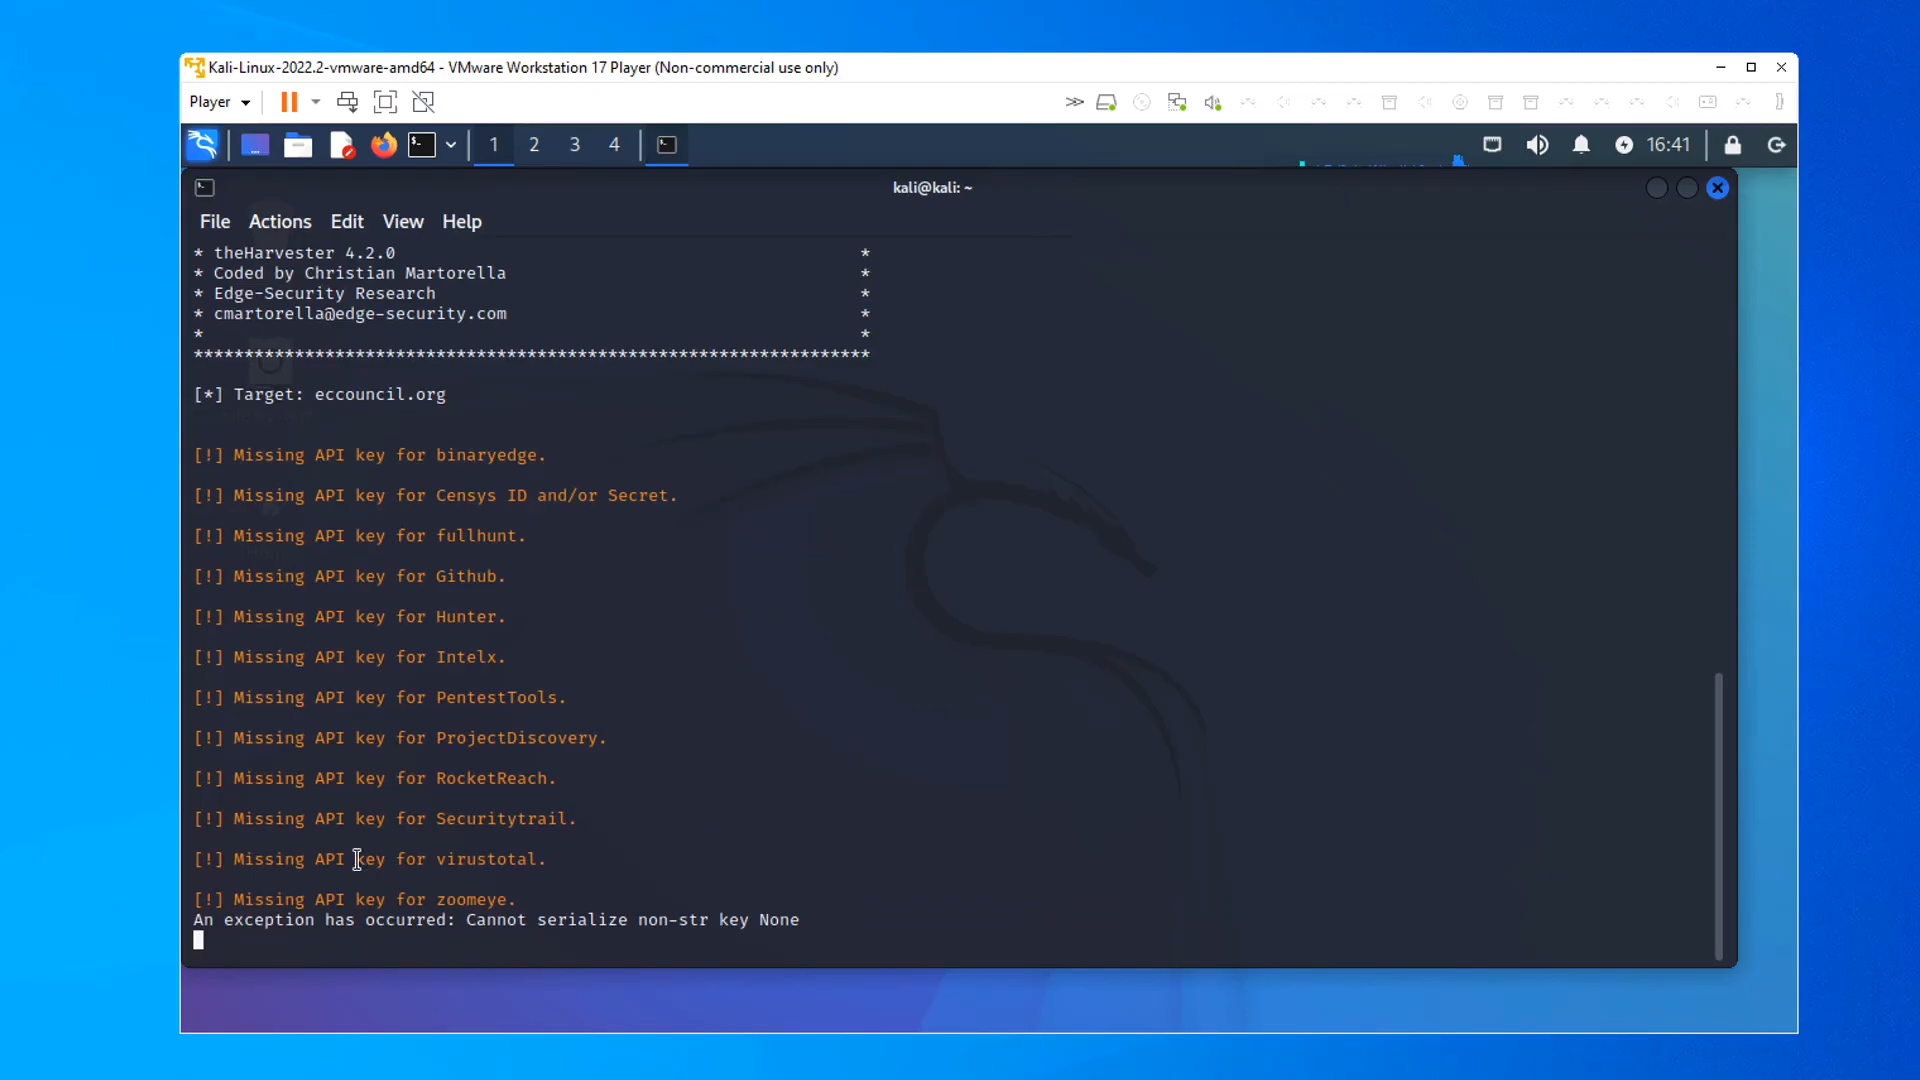 Kali-Linux-2022.2-vmware-amd64 - VMware Workstation 17 Player (Non-commercial use only)
Player
1 2 3 4 16:41
kali@kali: ~
File Actions Edit View Help
* theHarvester 4.2.0 *
* Coded by Christian Martorella *
* Edge-Security Research *
* cmartorella@edge-security.com *
* *
*******************************************************************
[*] Target: eccouncil.org
[!] Missing API key for binaryedge.
[!] Missing API key for Censys ID and/or Secret.
[!] Missing API key for fullhunt.
[!] Missing API key for Github.
[!] Missing API key for Hunter.
[!] Missing API key for Intelx.
[!] Missing API key for PentestTools.
[!] Missing API key for ProjectDiscovery.
[!] Missing API key for RocketReach.
[!] Missing API key for Securitytrail.
[!] Missing API key for virustotal.
[!] Missing API key for zoomeye.
An exception has occurred: Cannot serialize non-str key None